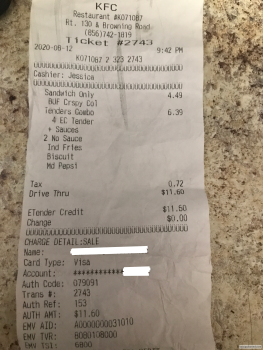 KFC
Restaurant #K071087
Rt. 130 & Browning Road
(856)742-1819
Ticket #2743
2020-08-12 9:42 PM
K071087 2 323 2743
Cashier: Jessica
Sandwich Only 4.49
BUF Crspy Col
Tenders Combo 6.39
4 EC Tender
+ Sauces
2 No Sauce
Ind Fries
Biscuit
Md Pepsi
Tax 0.72
Drive Thru $11.60
ETender Credit $11.60
Change $0.00
CHARGE DETAIL:SALE
Name:
Card Type: Visa
Account: ************
Auth Code: 079091
Trans #: 2743
Auth Ref: 153
AUTH AMT: $11.60
EMV AID: A0000000031010
EMV TVR: 8080108000
EMV TSI: 6800